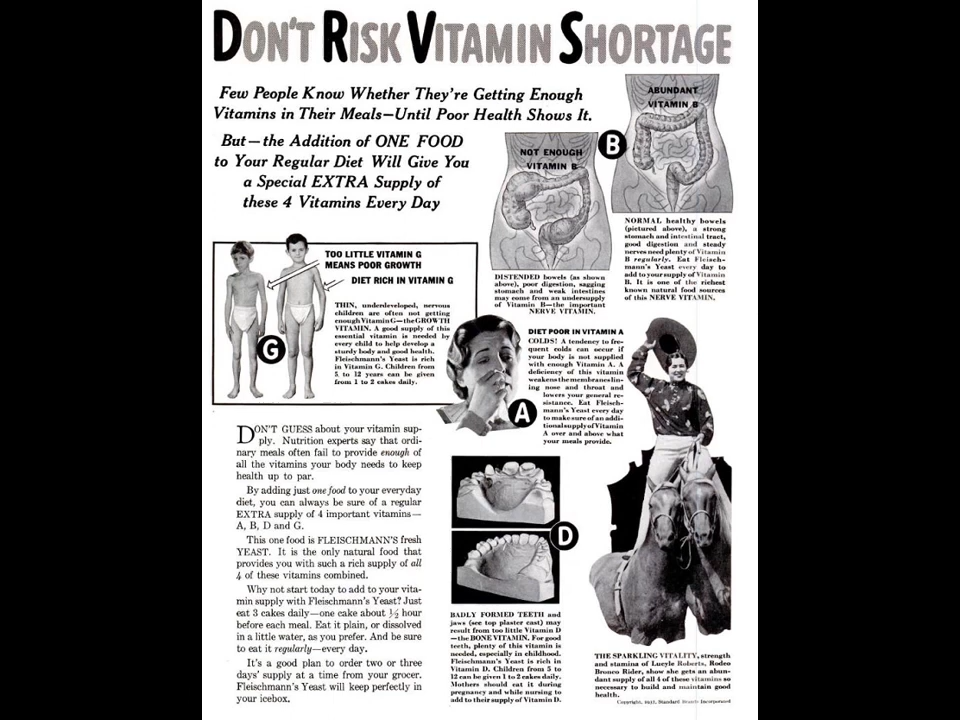 DON'T RISK VITAMIN SHORTAGE
Few People Know Whether They're Getting Enough
Vitamins in Their Meals—Until Poor Health Shows It.
But—the Addition of ONE FOOD
to Your Regular Diet Will Give You
a Special EXTRA Supply of
these 4 Vitamins Every Day
ABUNDANT
VITAMIN B
B
NOT ENOUGH
VITAMIN B
NORMAL healthy bowels
(pictured above), a strong
stomach and intestinal tract,
good digestion and steady
nerves need plenty of Vitamin
B regularly. Eat Fleisch-
mann's Yeast every day to
add to your supply of Vitamin
B. It is one of the richest
known natural food sources
of this NERVE VITAMIN.
DISTENDED bowels (as shown
above), poor digestion, sagging
stomach and weak intestines
may come from an undersupply
of Vitamin B—the important
NERVE VITAMIN.
TOO LITTLE VITAMIN G
MEANS POOR GROWTH
DIET RICH IN VITAMIN G
THIN, underdeveloped, nervous
children are often not getting
enough Vitamin G—the GROWTH
VITAMIN. A good supply of this
essential vitamin is needed by
every child to help develop a
sturdy body and good health.
Fleischmann's Yeast is rich
in Vitamin G. Children from
5 to 12 years can be given
from 1 to 2 cakes daily.
G
DIET POOR IN VITAMIN A
COLDS! A tendency to fre-
quent colds can occur if
your body is not supplied
with enough Vitamin A. A
deficiency of this vitamin
weakens the membranes lin-
ing nose and throat and
lowers your general re-
sistance. Eat Fleisch-
mann's Yeast every day
to make sure of an addi-
tional supply of Vitamin
A over and above what
your meals provide.
A
DON'T GUESS about your vitamin sup-
ply. Nutrition experts say that ordi-
nary meals often fail to provide enough of
all the vitamins your body needs to keep
health up to par.
By adding just one food to your everyday
diet, you can always be sure of a regular
EXTRA supply of 4 important vitamins—
A, B, D and G.
This one food is FLEISCHMANN'S fresh
YEAST. It is the only natural food that
provides you with such a rich supply of all
4 of these vitamins combined.
Why not start today to add to your vita-
min supply with Fleischmann's Yeast? Just
eat 3 cakes daily—one cake about ½ hour
before each meal. Eat it plain, or dissolved
in a little water, as you prefer. And be sure
to eat it regularly—every day.
It's a good plan to order two or three
days' supply at a time from your grocer.
Fleischmann's Yeast will keep perfectly in
your icebox.
D
BADLY FORMED TEETH and
jaws (see top plaster cast) may
result from too little Vitamin D
—the BONE VITAMIN. For good
teeth, plenty of this vitamin is
needed, especially in childhood.
Fleischmann's Yeast is rich in
Vitamin D. Children from 5 to
12 can be given 1 to 2 cakes daily.
Mothers should eat it during
pregnancy and while nursing to
add to their supply of Vitamin D.
THE SPARKLING VITALITY, strength
and stamina of Lucyle Roberts, Rodeo
Bronco Rider, show she gets an abun-
dant supply of all 4 of these vitamins so
necessary to build and maintain good
health.
Copyright, 1937, Standard Brands Incorporated